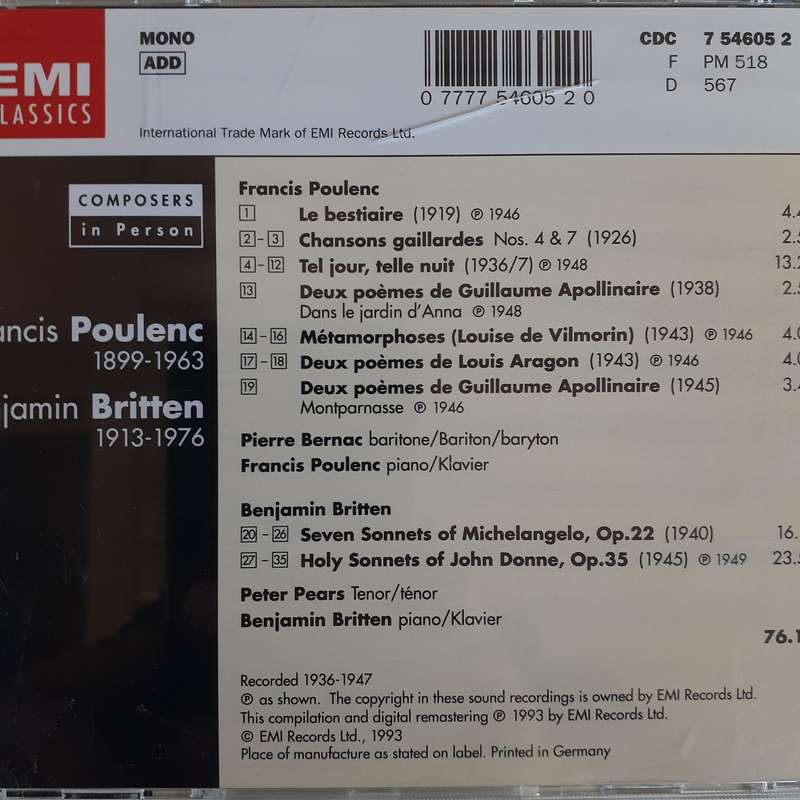 EMI
CLASSICS
MONO
ADD
International Trade Mark of EMI Records Ltd.
0 7777 54605 2 0
CDC 7 54605 2
F PM 518
D 567
COMPOSERS
in Person
Poulenc
1899-1963
Britten
1913-1976
Francis Poulenc
1 Le bestiaire (1919) ℗ 1946
2 - 3 Chansons gaillardes Nos. 4 & 7 (1926)
4 - 12 Tel jour, telle nuit (1936/7) ℗ 1948
13 Deux poèmes de Guillaume Apollinaire (1938)
Dans le jardin d'Anna ℗ 1948
14 - 16 Métamorphoses (Louise de Vilmorin) (1943) ℗ 1946
17 - 18 Deux poèmes de Louis Aragon (1943) ℗ 1946
19 Deux poèmes de Guillaume Apollinaire (1945)
Montparnasse ℗ 1946
Pierre Bernac baritone/Bariton/baryton
Francis Poulenc piano/Klavier
Benjamin Britten
20 - 26 Seven Sonnets of Michelangelo, Op.22 (1940)
27 - 35 Holy Sonnets of John Donne, Op.35 (1945) ℗ 1949
Peter Pears Tenor/ténor
Benjamin Britten piano/Klavier
Recorded 1936-1947
℗ as shown. The copyright in these sound recordings is owned by EMI Records Ltd.
This compilation and digital remastering ℗ 1993 by EMI Records Ltd.
© EMI Records Ltd., 1993
Place of manufacture as stated on label. Printed in Germany